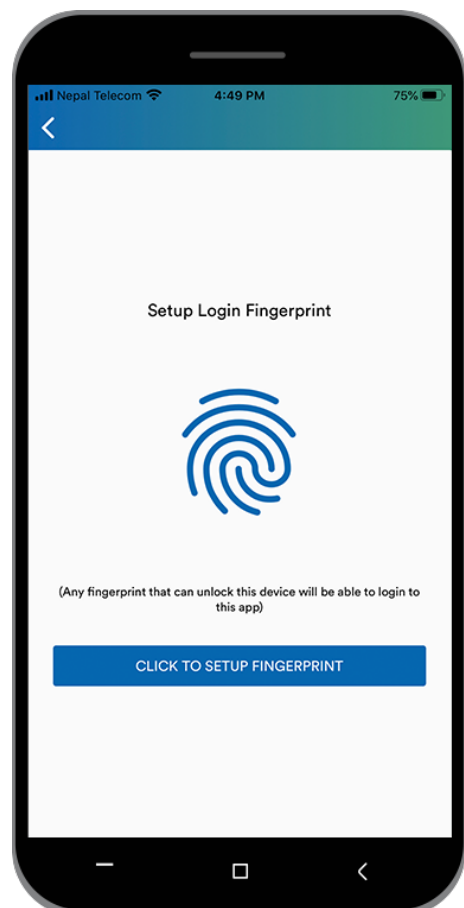 Nepal Telecom 4:49 PM 75%
Setup Login Fingerprint
(Any fingerprint that can unlock this device will be able to login to
this app)
CLICK TO SETUP FINGERPRINT